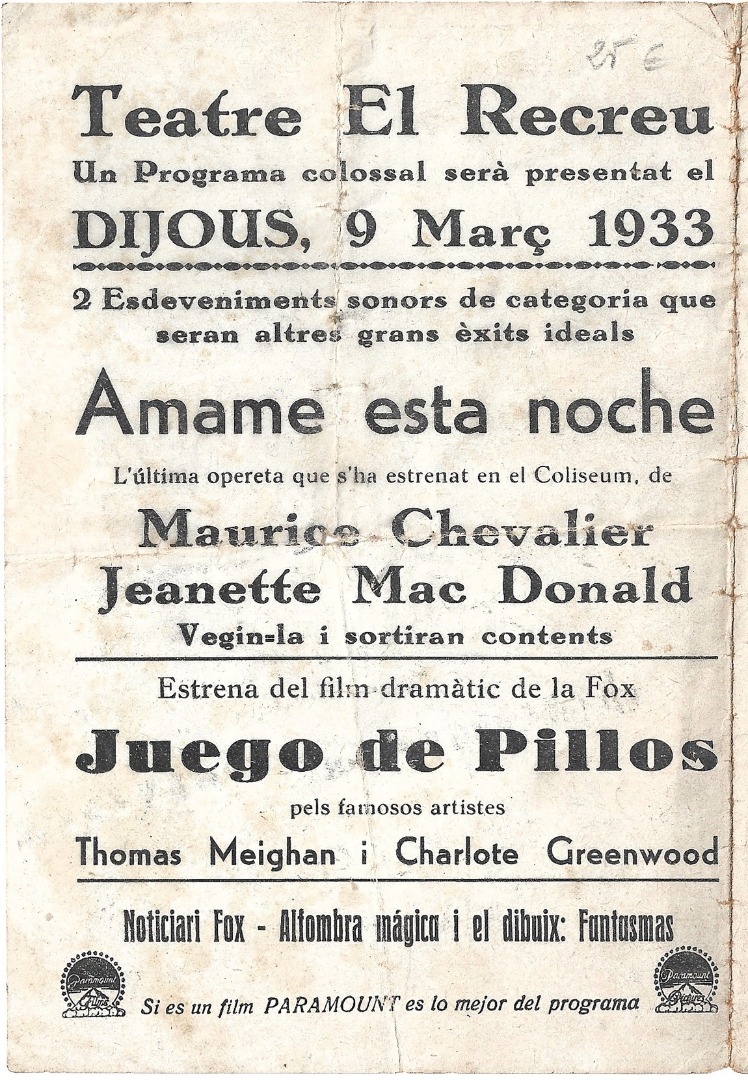 25 €
Teatre El Recreu
Un Programa colossal serà presentat el
DIJOUS, 9 Març 1933
2 Esdeveniments sonors de categoria que
seran altres grans èxits ideals
Amame esta noche
L'última opereta que s'ha estrenat en el Coliseum, de
Maurice Chevalier
Jeanette Mac Donald
Vegin=la i sortiran contents
Estrena del film dramàtic de la Fox
Juego de Pillos
pels famosos artistes
Thomas Meighan i Charlote Greenwood
Noticiari Fox - Alfombra mágica i el dibuix: Fantasmas
Paramount
Films
Si es un film PARAMOUNT es lo mejor del programa
Paramount
Pictures